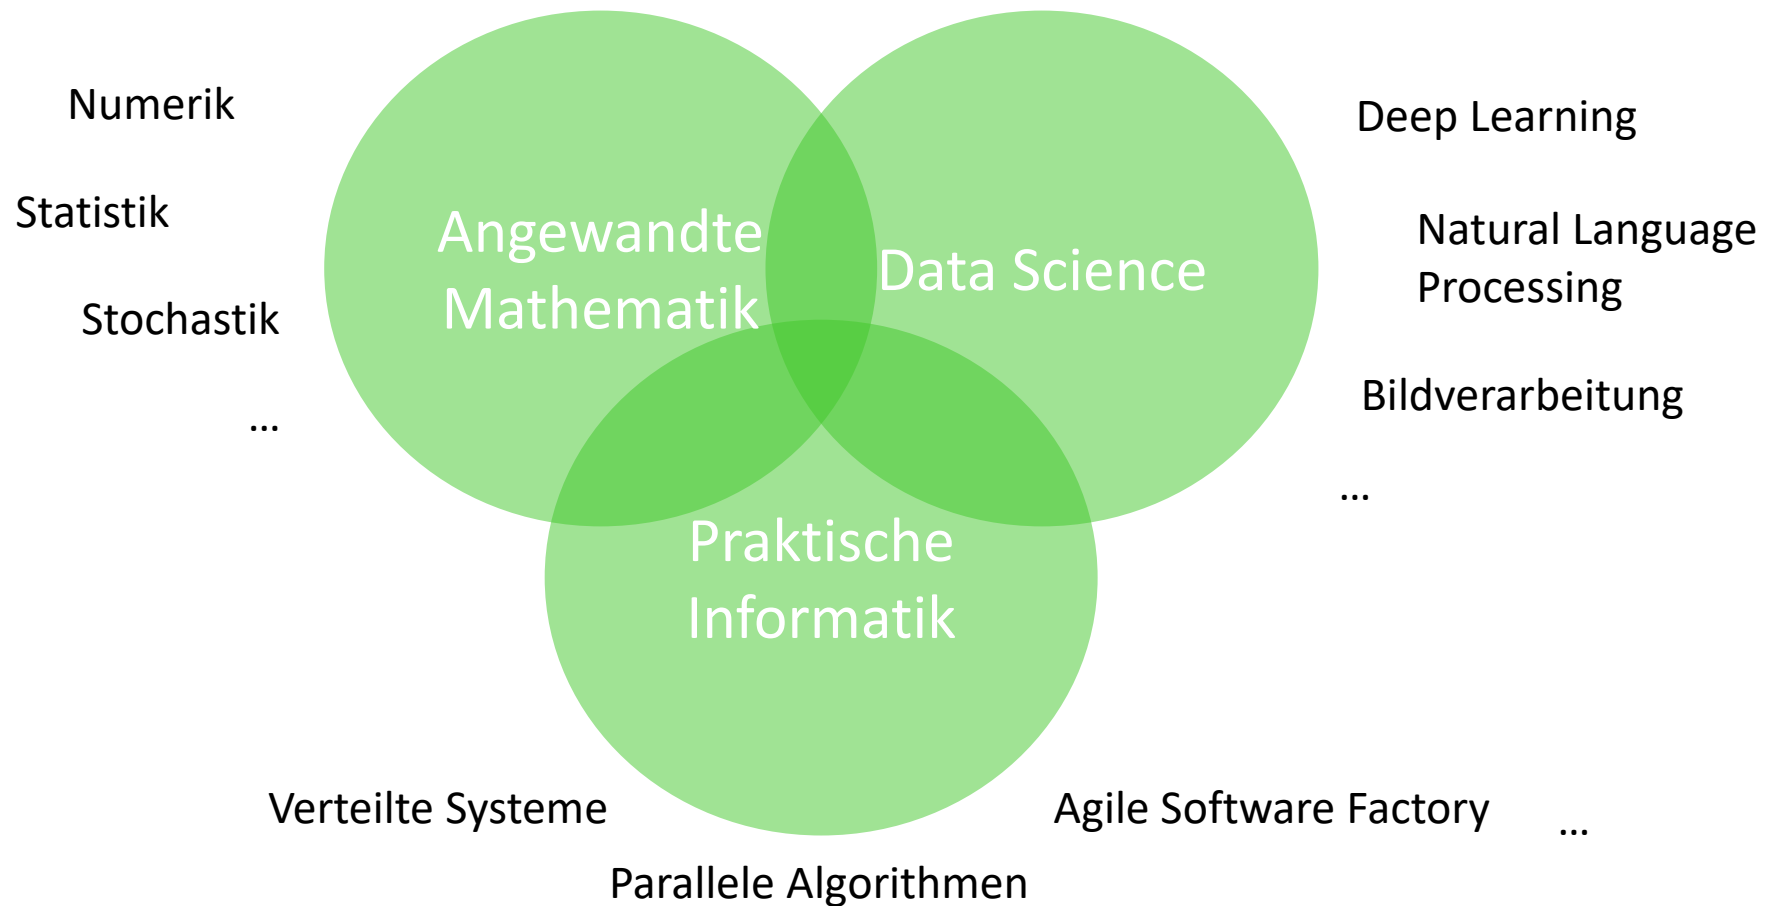 Numerik
Statistik
Stochastik
...
Angewandte
Mathematik
Data Science
Praktische
Informatik
Deep Learning
Natural Language
Processing
Bildverarbeitung
...
Verteilte Systeme
Parallele Algorithmen
Agile Software Factory
...